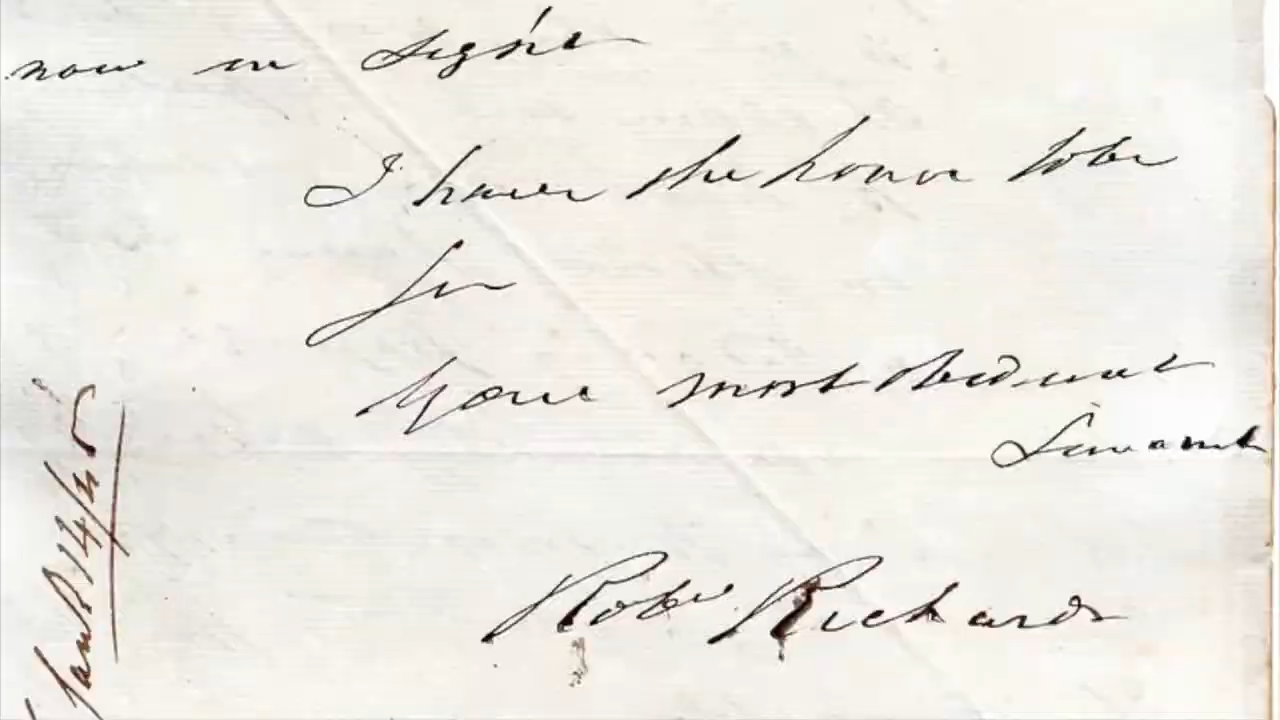 now in sight
I have the honor to be
Sir
Your most obedient
Servant
Robt Richards